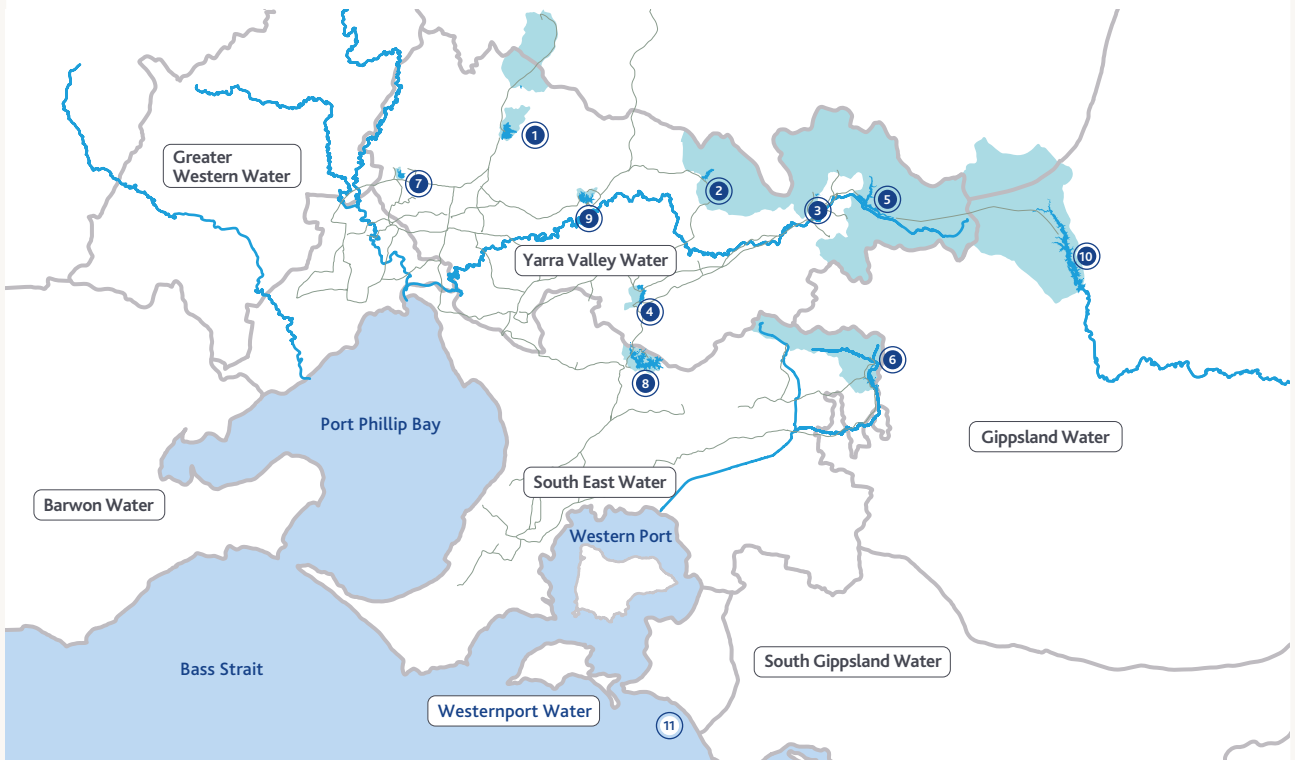 1
Greater
Western Water
7
2
5
3
9
Yarra Valley Water
10
4
6
8
Port Phillip Bay
Gippsland Water
South East Water
Barwon Water
Western Port
South Gippsland Water
Bass Strait
Westernport Water
11